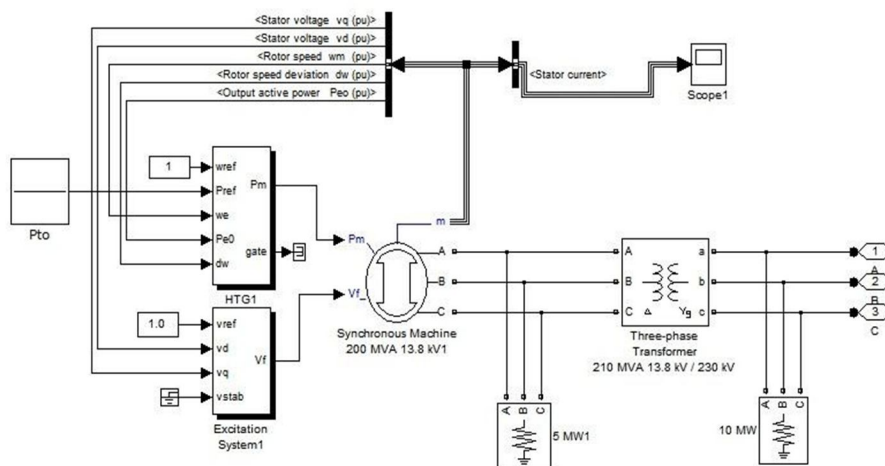 <Stator voltage vq (pu)>
<Stator voltage vd (pu)>
<Rotor speed wm (pu)>
<Rotor speed deviation dw (pu)>
<Output active power Peo (pu)>
<Stator current>
Scope1
Pto
1
wref
Pref
we
Pe0
dw
Pm
gate
HTG1
1.0
vref
vd
vq
vstab
Vf
Excitation
System1
m
Pm
Vf_
A
B
C
Synchronous Machine
200 MVA 13.8 kV1
A
B
C
a
b
c
Δ
Yg
Three-phase
Transformer
210 MVA 13.8 kV / 230 kV
1
A
2
B
3
C
A B C
5 MW1
A B C
10 MW